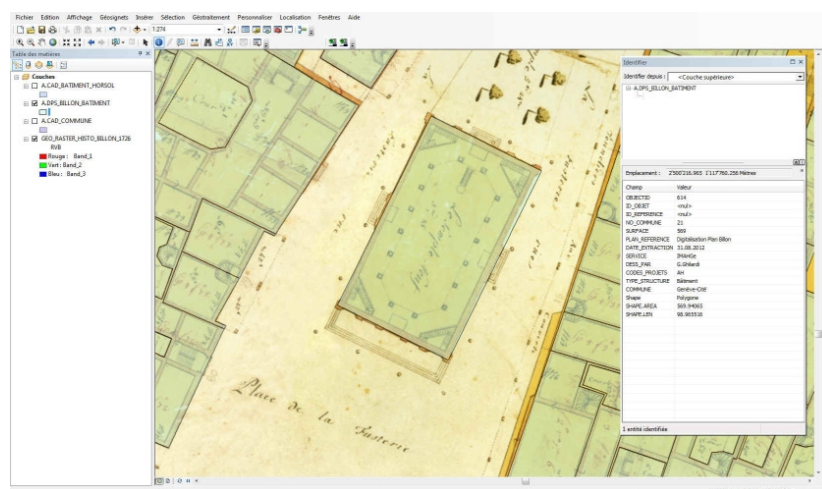 Fichier Edition Affichage Géosignets Insérer Sélection Géotraitement Personnaliser Localisation Fenêtres Aide
1:274
Table des matières
Couches
A.CAD_BATIMENT_HORSOL
A.DPS_BILLON_BATIMENT
A.CAD_COMMUNE
GEO_RASTER_HISTO_BILLON_1726
RVB
Rouge : Band_1
Vert : Band_2
Bleu : Band_3
Place de la Fusterie
Identifier
Identifier depuis : <Couche supérieure>
A.DPS_BILLON_BATIMENT
Emplacement : 2'500'216.965 1'117'760.256 Mètres
Champ Valeur
OBJECTID 614
ID_OBJET <nul>
ID_REFERENCE <nul>
NO_COMMUNE 21
SURFACE 569
PLAN_REFERENCE Digitalisation Plan Billon
DATE_EXTRACTION 31.08.2012
SERVICE IMAHGe
DESS_PAR G.Ghilardi
CODES_PROJETS AH
TYPE_STRUCTURE Bâtiment
COMMUNE Genève-Cité
Shape Polygone
SHAPE.AREA 569.94065
SHAPE.LEN 98.985516
1 entité identifiée